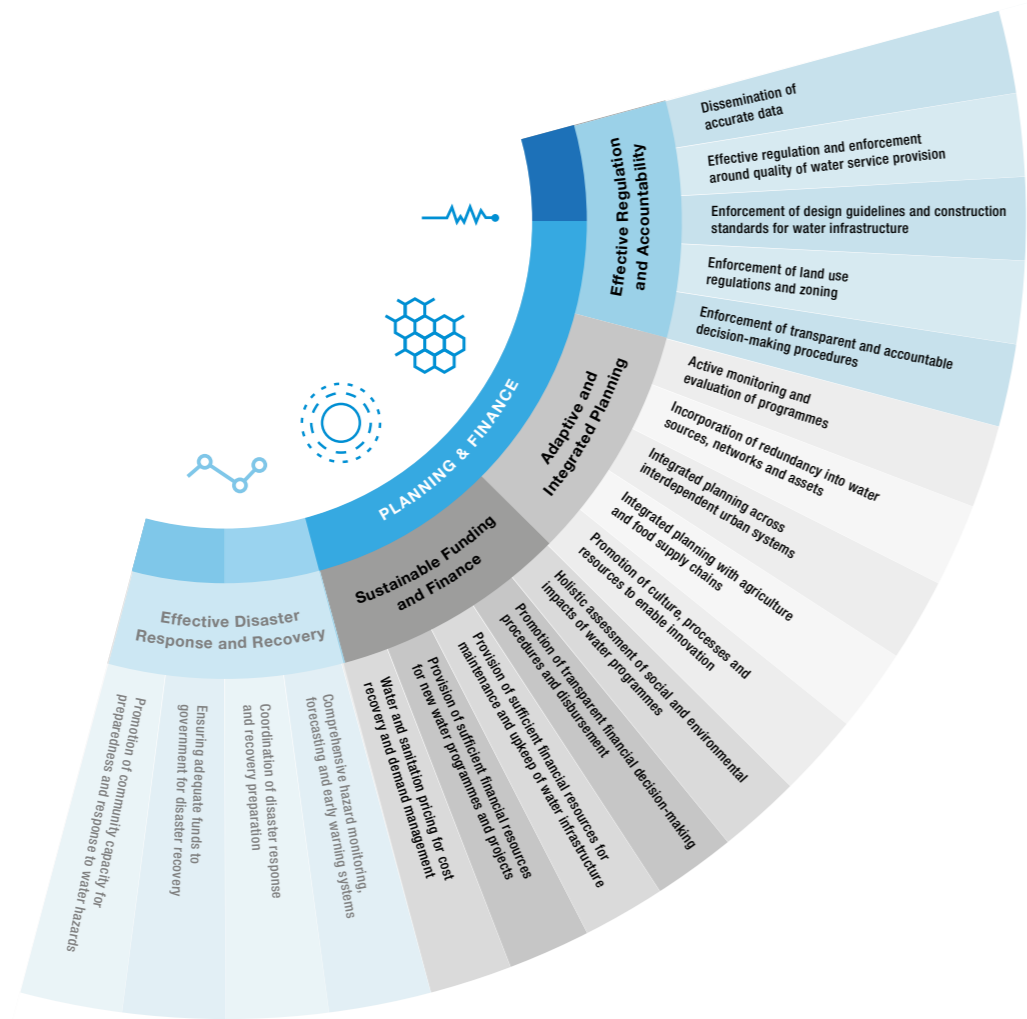 PLANNING & FINANCE
Effective Regulation
and Accountability
Dissemination of
accurate data
Effective regulation and enforcement
around quality of water service provision
Enforcement of design guidelines and construction
standards for water infrastructure
Enforcement of land use
regulations and zoning
Enforcement of transparent and accountable
decision-making procedures
Adaptive and
Integrated Planning
Active monitoring and
evaluation of programmes
Incorporation of redundancy into water
sources, networks and assets
Integrated planning across
interdependent urban systems
Integrated planning with agriculture
and food supply chains
Promotion of culture, processes and
resources to enable innovation
Sustainable Funding
and Finance
Holistic assessment of social and environmental
impacts of water programmes
Promotion of transparent financial decision-making
procedures and disbursement
Provision of sufficient financial resources for
maintenance and upkeep of water infrastructure
Provision of sufficient financial resources
for new water programmes and projects
Water and sanitation pricing for cost
recovery and demand management
Effective Disaster
Response and Recovery
Comprehensive hazard monitoring,
forecasting and early warning systems
Coordination of disaster response
and recovery preparation
Ensuring adequate funds to
government for disaster recovery
Promotion of community capacity for
preparedness and response to water hazards